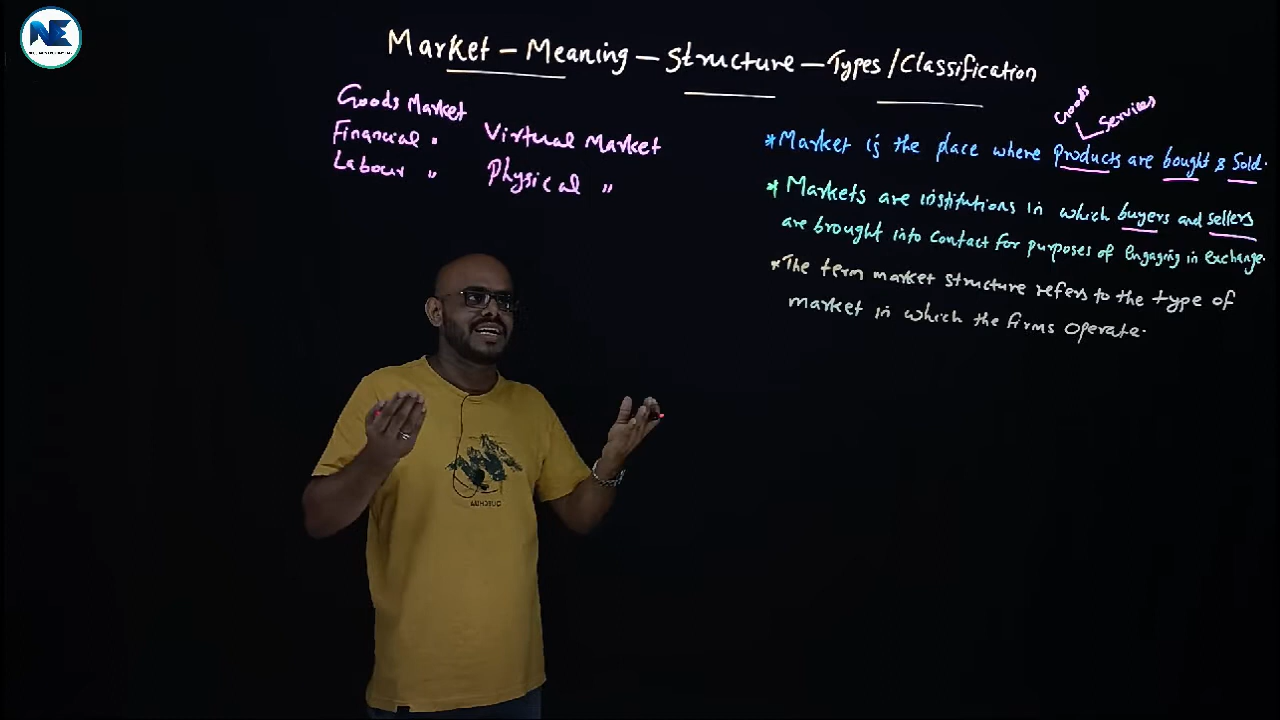 NE
Market – Meaning – Structure – Types / Classification
Goods Market
Financial "
Labour "
Virtual Market
Physical "
Goods
Services
* Market is the place where products are bought & Sold.
* Markets are institutions in which buyers and sellers
are brought into contact for purposes of engaging in exchange.
* The term market structure refers to the type of
market in which the firms operate.